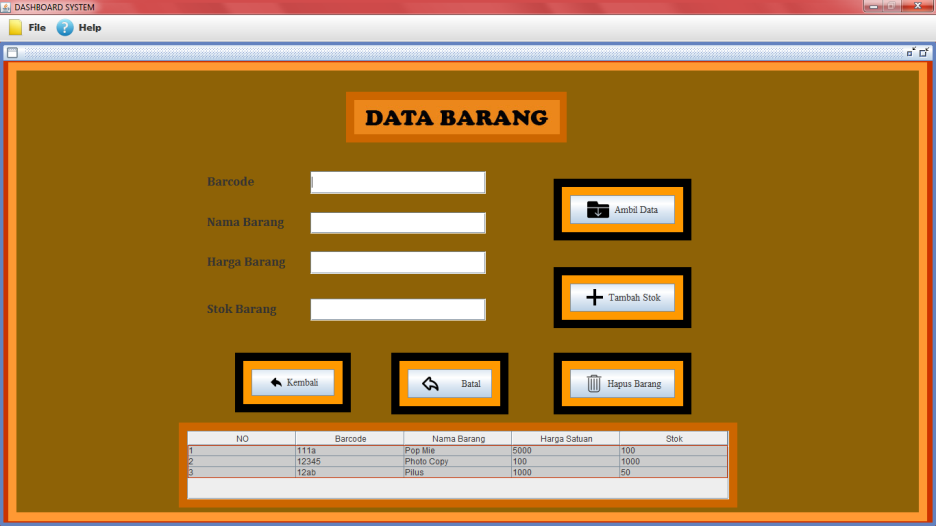 DASHBOARD SYSTEM
File Help
DATA BARANG
Barcode
Nama Barang
Harga Barang
Stok Barang
Ambil Data
Tambah Stok
Kembali
Batal
Hapus Barang
NO Barcode Nama Barang Harga Satuan Stok
1 111a Pop Mie 5000 100
2 12345 Photo Copy 100 1000
3 12ab Pilus 1000 50